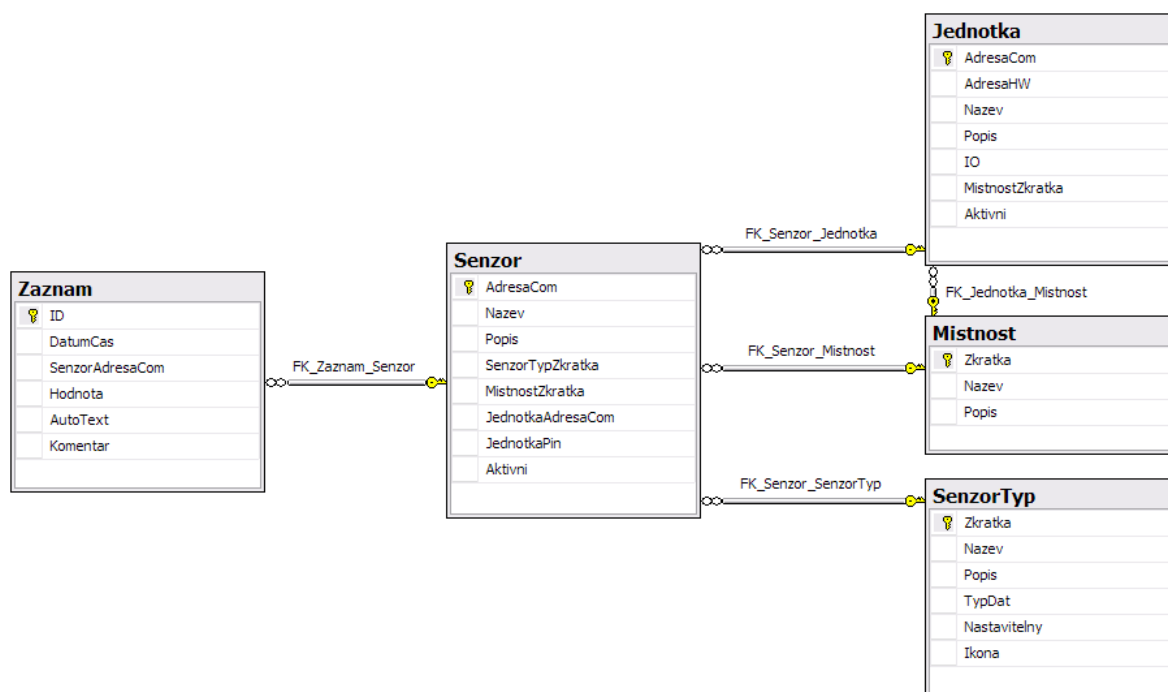 Zaznam
ID
DatumCas
SenzorAdresaCom
Hodnota
AutoText
Komentar
FK_Zaznam_Senzor
Senzor
AdresaCom
Nazev
Popis
SenzorTypZkratka
MistnostZkratka
JednotkaAdresaCom
JednotkaPin
Aktivni
FK_Senzor_Jednotka
FK_Senzor_Mistnost
FK_Senzor_SenzorTyp
Jednotka
AdresaCom
AdresaHW
Nazev
Popis
IO
MistnostZkratka
Aktivni
FK_Jednotka_Mistnost
Mistnost
Zkratka
Nazev
Popis
SenzorTyp
Zkratka
Nazev
Popis
TypDat
Nastavitelny
Ikona